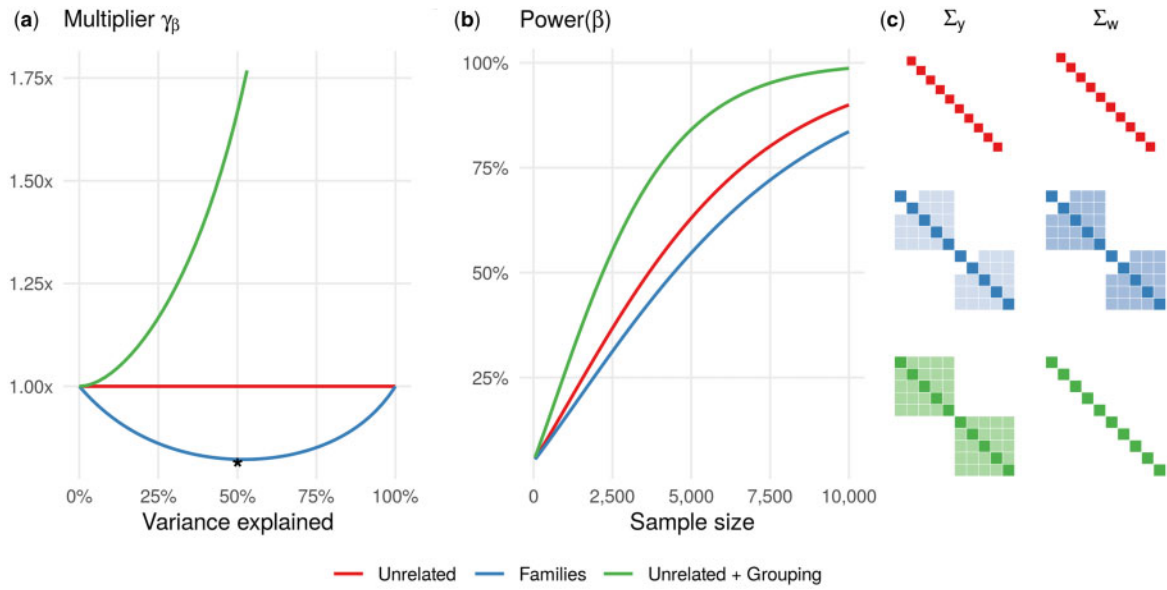 (a) Multiplier γβ
1.75x
1.50x
1.25x
1.00x
0% 25% 50% 75% 100%
*
Variance explained
(b) Power(β)
100%
75%
50%
25%
0 2,500 5,000 7,500 10,000
Sample size
(c) Σy Σw
Unrelated Families Unrelated + Grouping